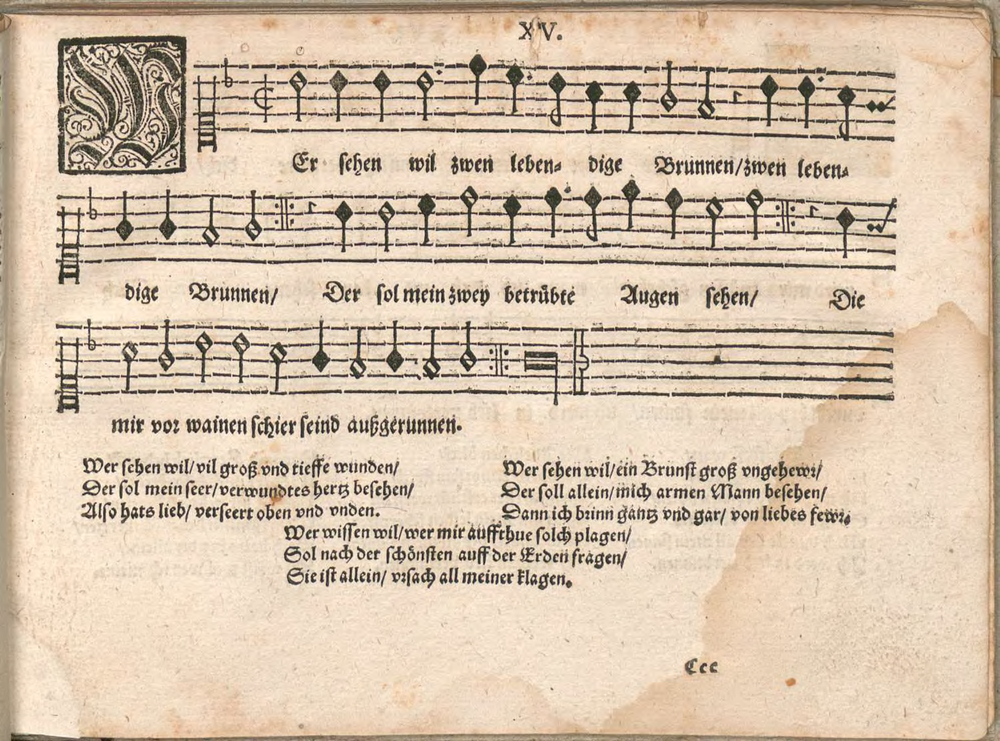 XV.
WEr sehen wil zwen leben- dige Brunnen/zwen leben-
dige Brunnen/ Der sol mein zwey betrübte Augen sehen/ Die
mir vor wainen schier seind außgerunnen.
Wer sehen wil/vil groß vnd tieffe wunden/
Der sol mein seer/verwundtes hertz besehen/
Also hats lieb/ verseert oben vnd vnden.
Wer sehen wil/ein Brunst groß vngehewr/
Der soll allein/mich armen Mann besehen/
Dann ich brinn gantz vnd gar/ von liebes fewr.
Wer wissen wil/wer mir auffthue solch plagen/
Sol nach der schönsten auff der Erden fragen/
Sie ist allein/ vrsach all meiner klagen.
Ccc